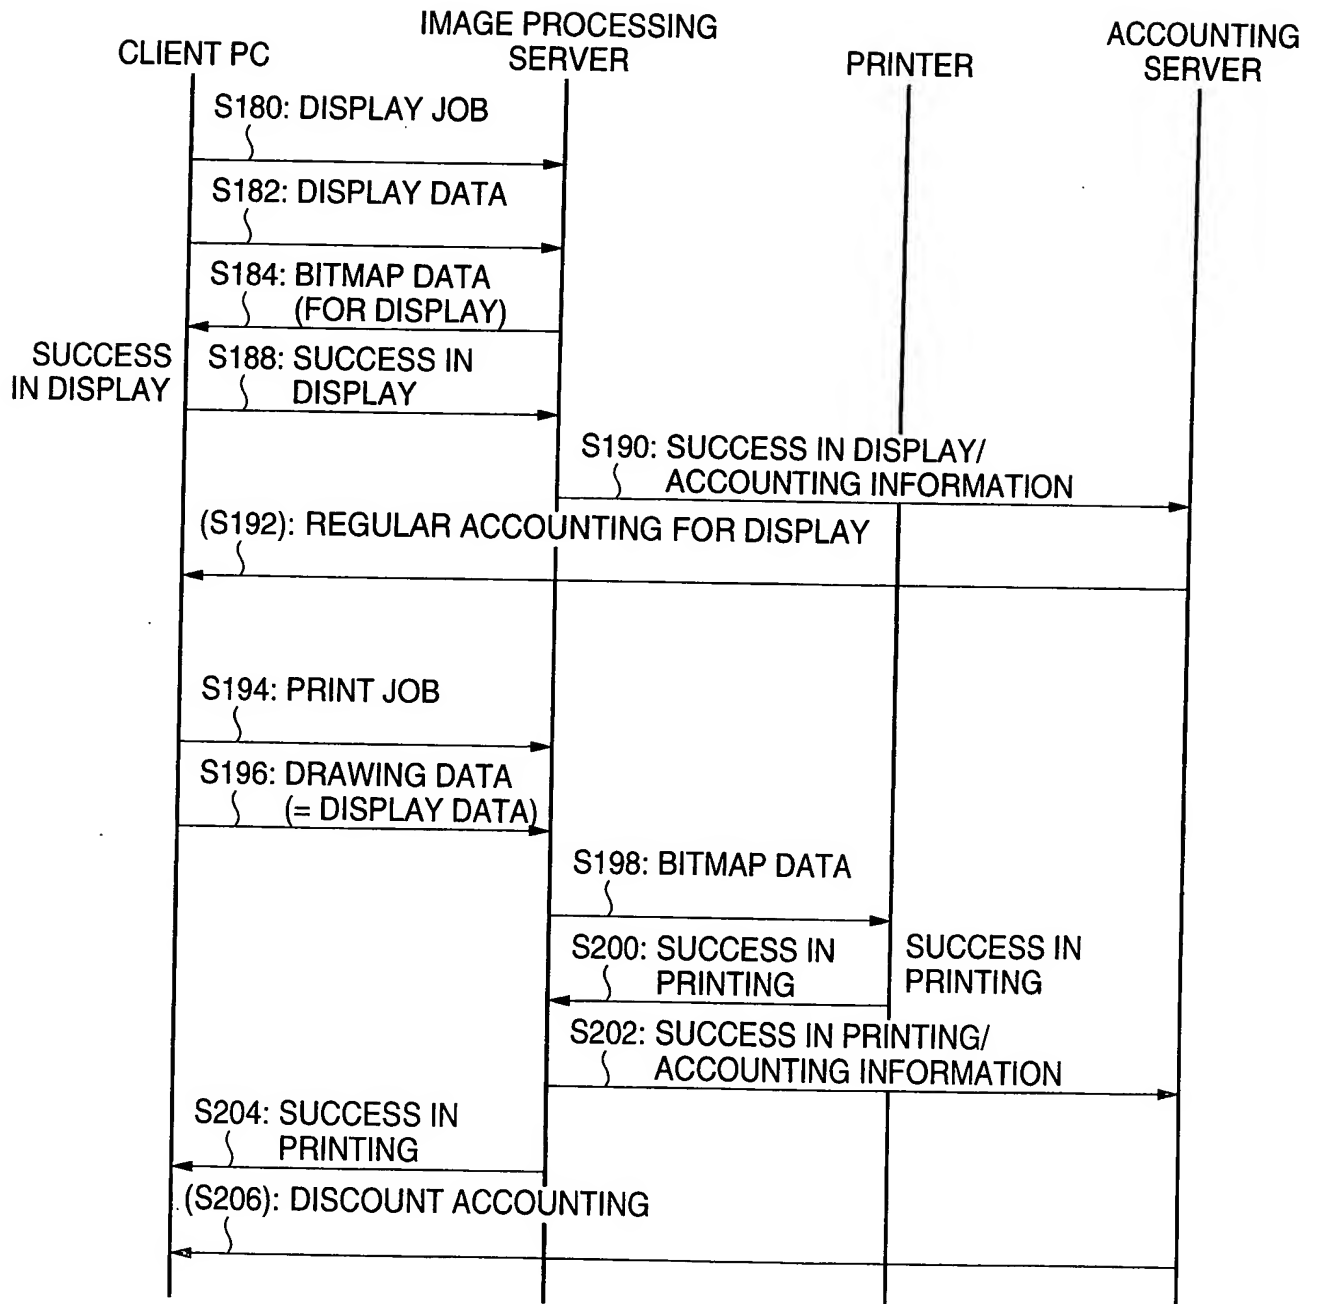 CLIENT PC
IMAGE PROCESSING
SERVER
PRINTER
ACCOUNTING
SERVER
S180: DISPLAY JOB
S182: DISPLAY DATA
S184: BITMAP DATA
(FOR DISPLAY)
SUCCESS
IN DISPLAY
S188: SUCCESS IN
DISPLAY
S190: SUCCESS IN DISPLAY/
ACCOUNTING INFORMATION
(S192): REGULAR ACCOUNTING FOR DISPLAY
S194: PRINT JOB
S196: DRAWING DATA
(= DISPLAY DATA)
S198: BITMAP DATA
S200: SUCCESS IN
PRINTING
SUCCESS IN
PRINTING
S202: SUCCESS IN PRINTING/
ACCOUNTING INFORMATION
S204: SUCCESS IN
PRINTING
(S206): DISCOUNT ACCOUNTING